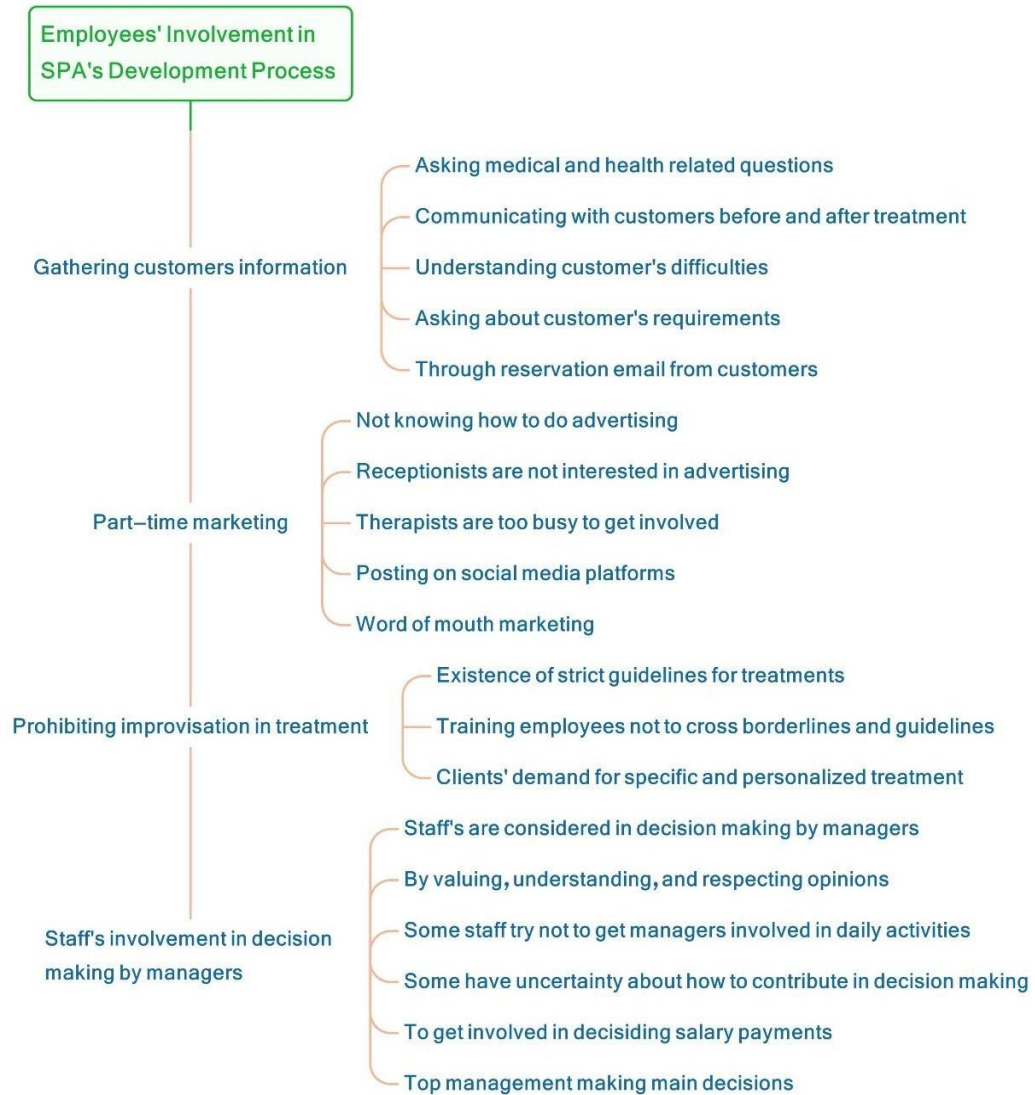 Employees' Involvement in
SPA's Development Process
Gathering customers information
Asking medical and health related questions
Communicating with customers before and after treatment
Understanding customer's difficulties
Asking about customer's requirements
Through reservation email from customers
Part–time marketing
Not knowing how to do advertising
Receptionists are not interested in advertising
Therapists are too busy to get involved
Posting on social media platforms
Word of mouth marketing
Prohibiting improvisation in treatment
Existence of strict guidelines for treatments
Training employees not to cross borderlines and guidelines
Clients' demand for specific and personalized treatment
Staff's involvement in decision
making by managers
Staff's are considered in decision making by managers
By valuing, understanding, and respecting opinions
Some staff try not to get managers involved in daily activities
Some have uncertainty about how to contribute in decision making
To get involved in decisiding salary payments
Top management making main decisions